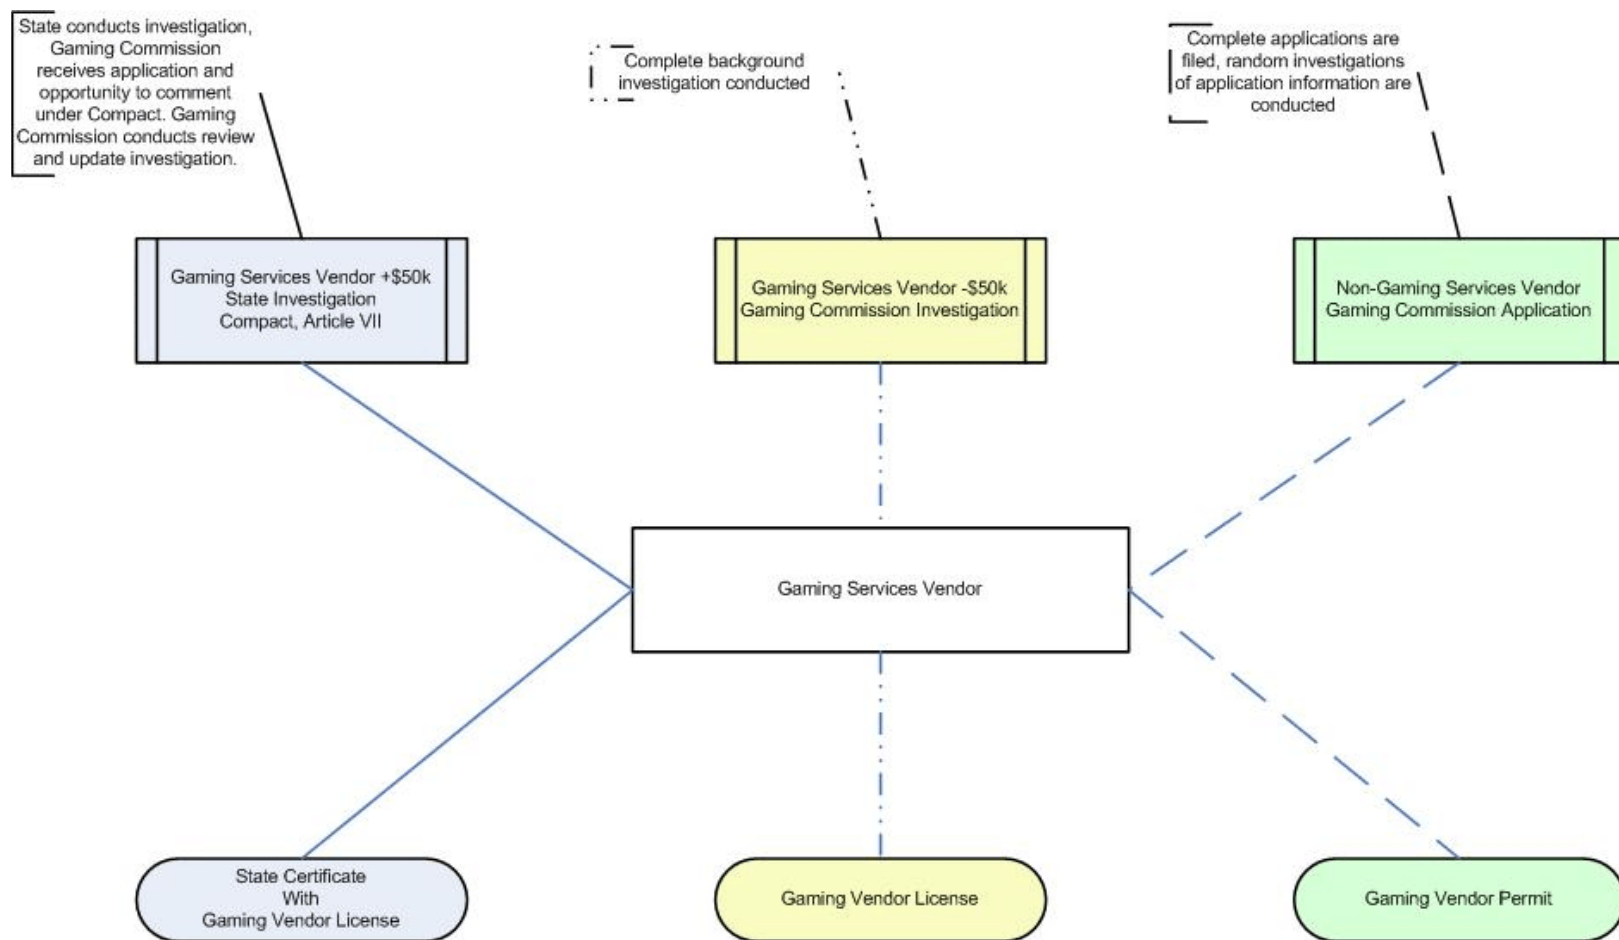 State conducts investigation,
Gaming Commission
receives application and
opportunity to comment
under Compact. Gaming
Commission conducts review
and update investigation.
Complete background
investigation conducted
Complete applications are
filed, random investigations
of application information are
conducted
Gaming Services Vendor +$50k
State Investigation
Compact, Article VII
Gaming Services Vendor -$50k
Gaming Commission Investigation
Non-Gaming Services Vendor
Gaming Commission Application
Gaming Services Vendor
State Certificate
With
Gaming Vendor License
Gaming Vendor License
Gaming Vendor Permit